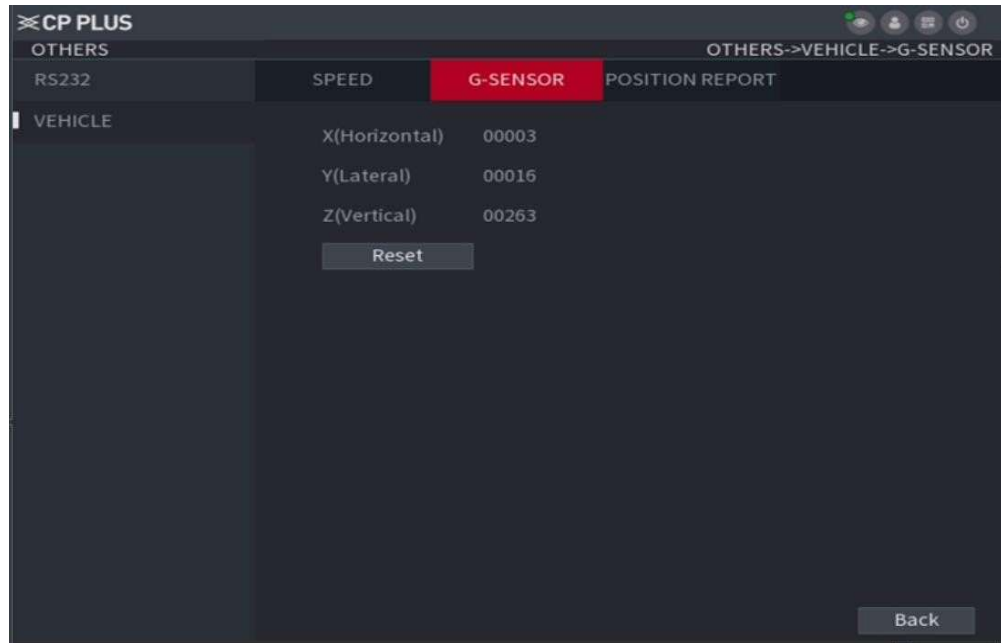 CP PLUS
OTHERS OTHERS->VEHICLE->G-SENSOR
RS232 SPEED G-SENSOR POSITION REPORT
VEHICLE
X(Horizontal) 00003
Y(Lateral) 00016
Z(Vertical) 00263
Reset
Back